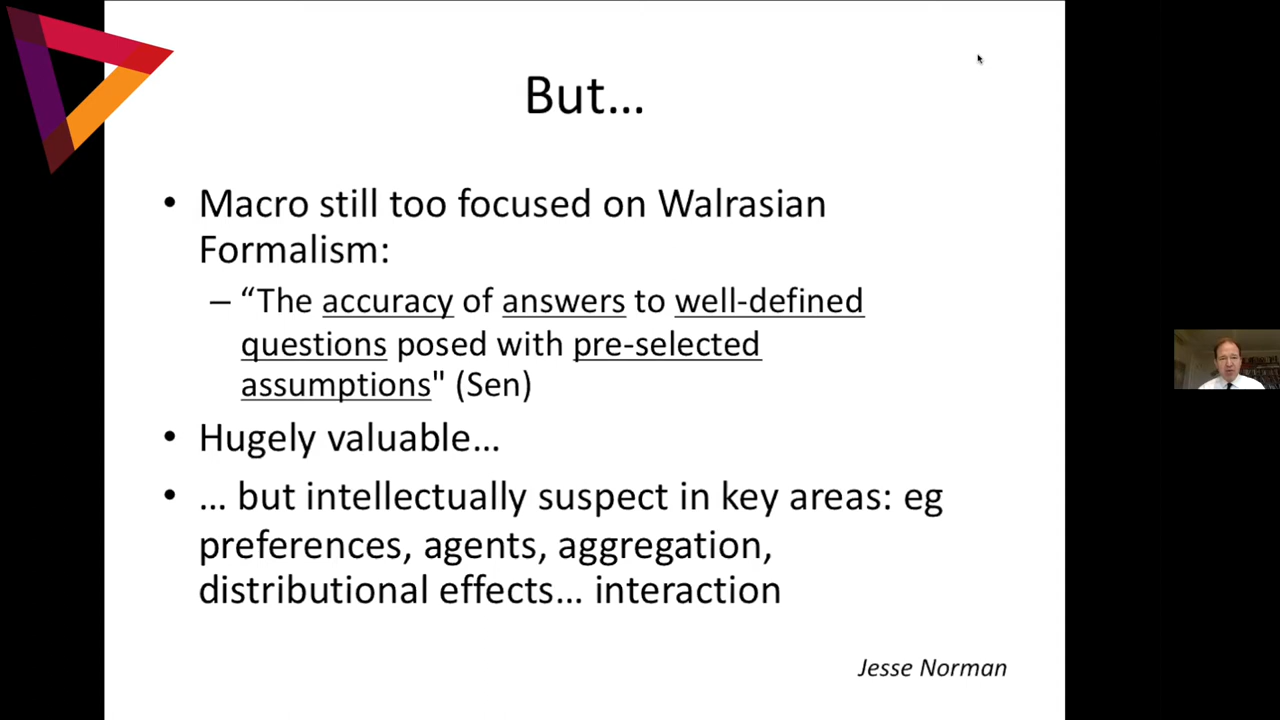 But…
• Macro still too focused on Walrasian
Formalism:
– “The accuracy of answers to well-defined
questions posed with pre-selected
assumptions" (Sen)
• Hugely valuable…
• … but intellectually suspect in key areas: eg
preferences, agents, aggregation,
distributional effects… interaction
Jesse Norman